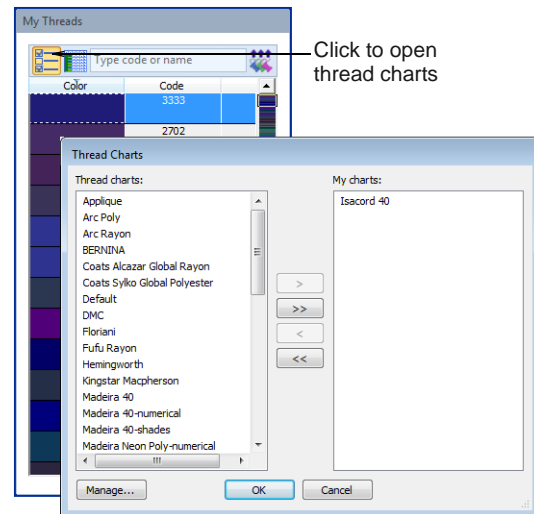 My Threads
Type code or name
Click to open
thread charts
Color Code
3333
2702
Thread Charts
Thread charts: My charts:
Applique Isacord 40
Arc Poly
Arc Rayon
BERNINA
Coats Alcazar Global Rayon
Coats Sylko Global Polyester
Default
DMC
Floriani
Fufu Rayon
Hemingworth
Kingstar Macpherson
Madeira 40
Madeira 40-numerical
Madeira 40-shades
Madeira Neon Poly-numerical
>
>>
<
<<
Manage... OK Cancel